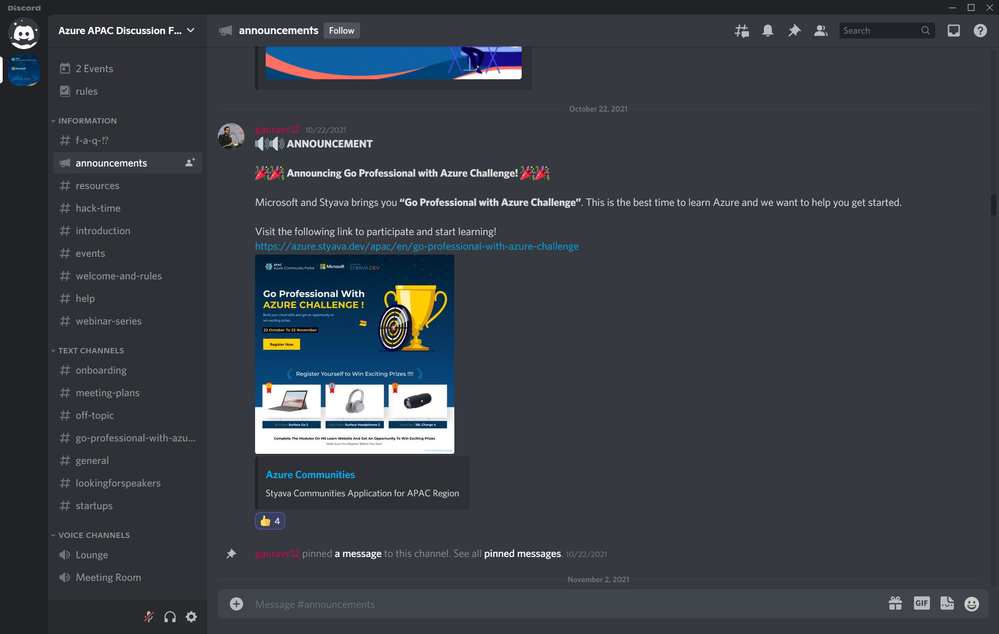 Discord
Azure APAC Discussion F...
2 Events
rules
INFORMATION
f-a-q-⁉
announcements
resources
hack-time
introduction
events
welcome-and-rules
help
webinar-series
TEXT CHANNELS
onboarding
meeting-plans
off-topic
go-professional-with-azu...
general
lookingforspeakers
startups
VOICE CHANNELS
Lounge
Meeting Room
announcements Follow
Search
October 22, 2021
gauravc12 10/22/2021
🔊🔊 ANNOUNCEMENT
🎉🎉 Announcing Go Professional with Azure Challenge! 🎉🎉
Microsoft and Styava brings you “Go Professional with Azure Challenge”. This is the best time to learn Azure and we want to help you get started.
Visit the following link to participate and start learning!
https://azure.styava.dev/apac/en/go-professional-with-azure-challenge
APAC
Azure Community Portal
Microsoft
Powered by
STYAVA.DEV
Go Professional With
AZURE CHALLENGE !
Build your cloud skills and get an opportunity to
win exciting prizes.
22 October To 22 November
Register Now
Register Yourself to Win Exciting Prizes !!!!
1 2 3
1st Prize - Surface Go 2
2nd Prize - Surface Headphones 2
3rd Prize - JBL Charge 4
Complete The Modules On MS Learn Website And Get An Opportunity To Win Exciting Prizes
Make Sure You Register Before You Start.
*Terms and Conditions apply
Azure Communities
Styava Communities Application for APAC Region
👍 4
gauravc12 pinned a message to this channel. See all pinned messages. 10/22/2021
November 2, 2021
Message #announcements
GIF